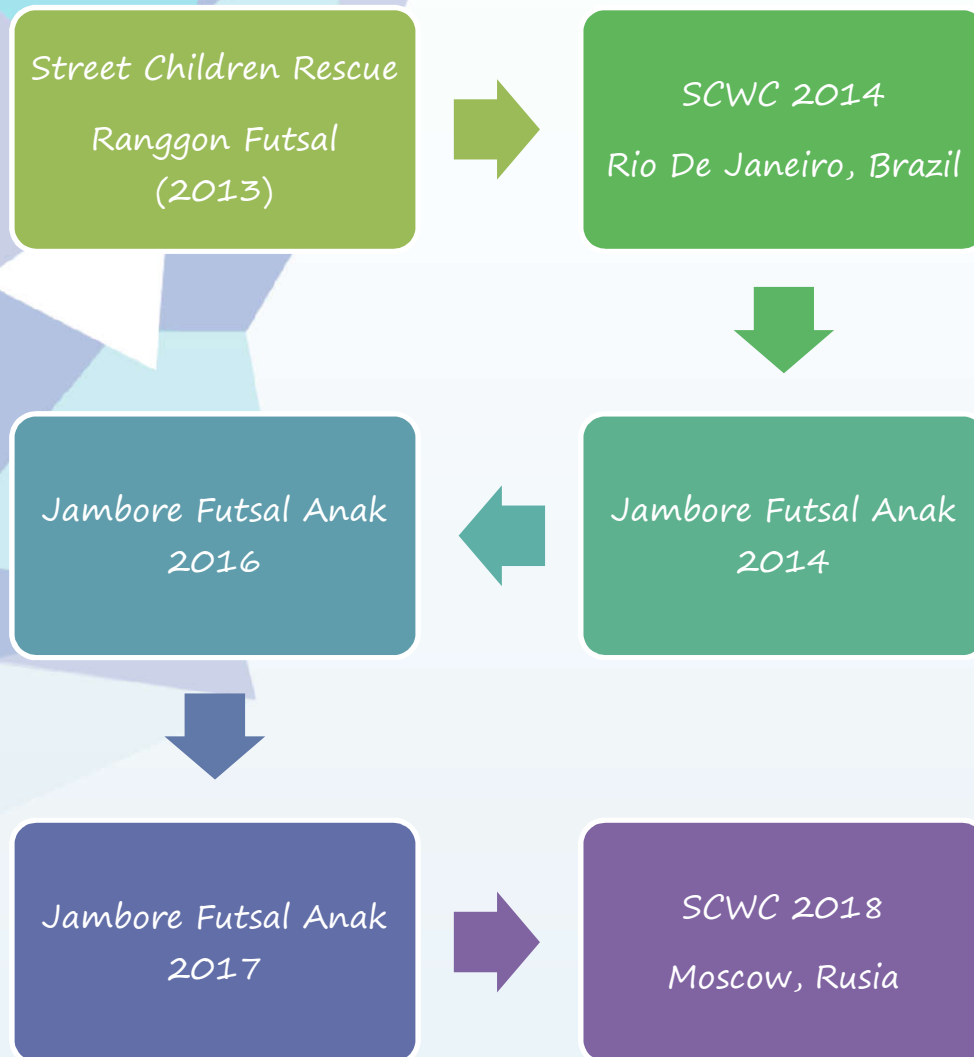 Street Children Rescue
Ranggon Futsal
(2013)
SCWC 2014
Rio De Janeiro, Brazil
Jambore Futsal Anak
2014
Jambore Futsal Anak
2016
Jambore Futsal Anak
2017
SCWC 2018
Moscow, Rusia